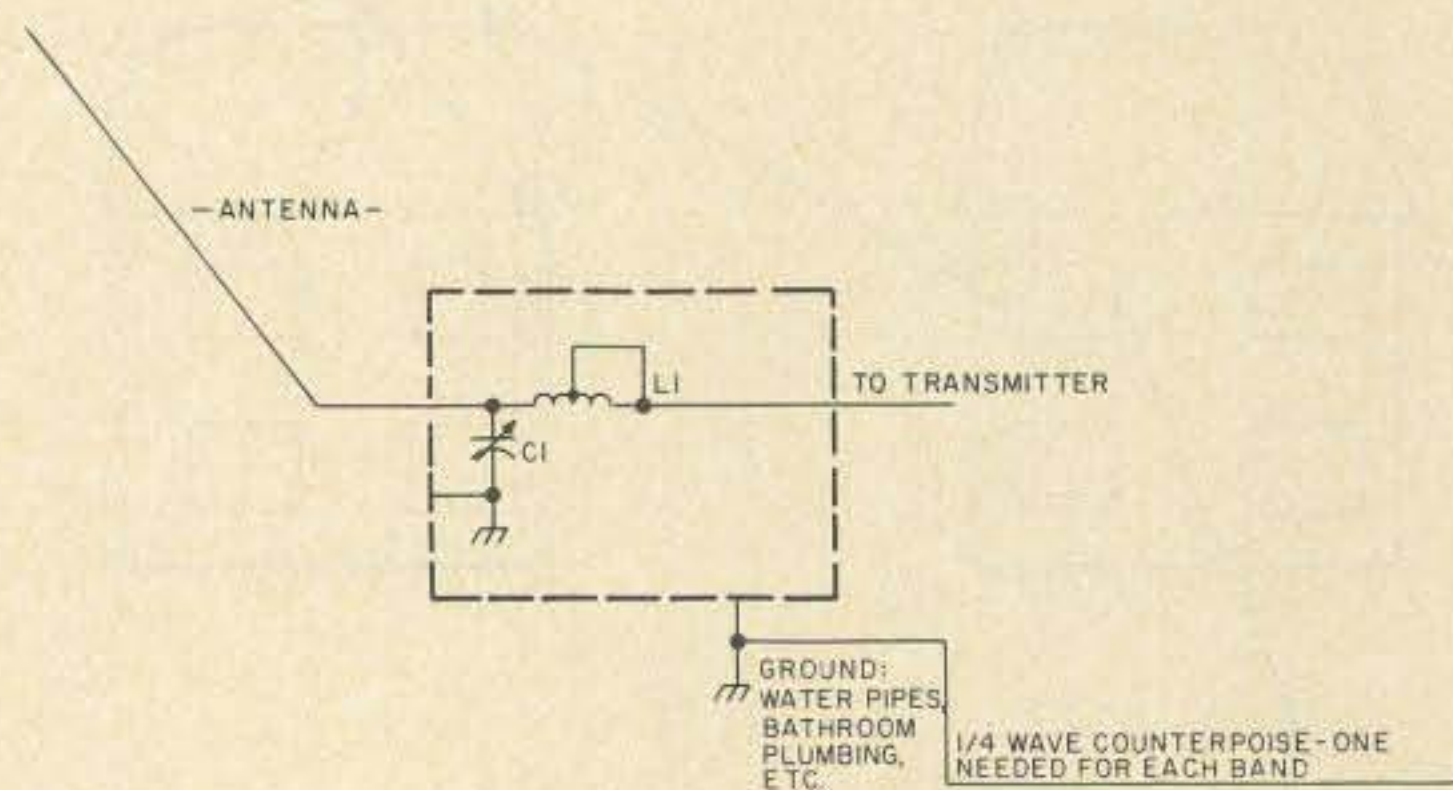 -ANTENNA-
L1
TO TRANSMITTER
C1
GROUND:
WATER PIPES,
BATHROOM
PLUMBING,
ETC.
1/4 WAVE COUNTERPOISE-ONE
NEEDED FOR EACH BAND